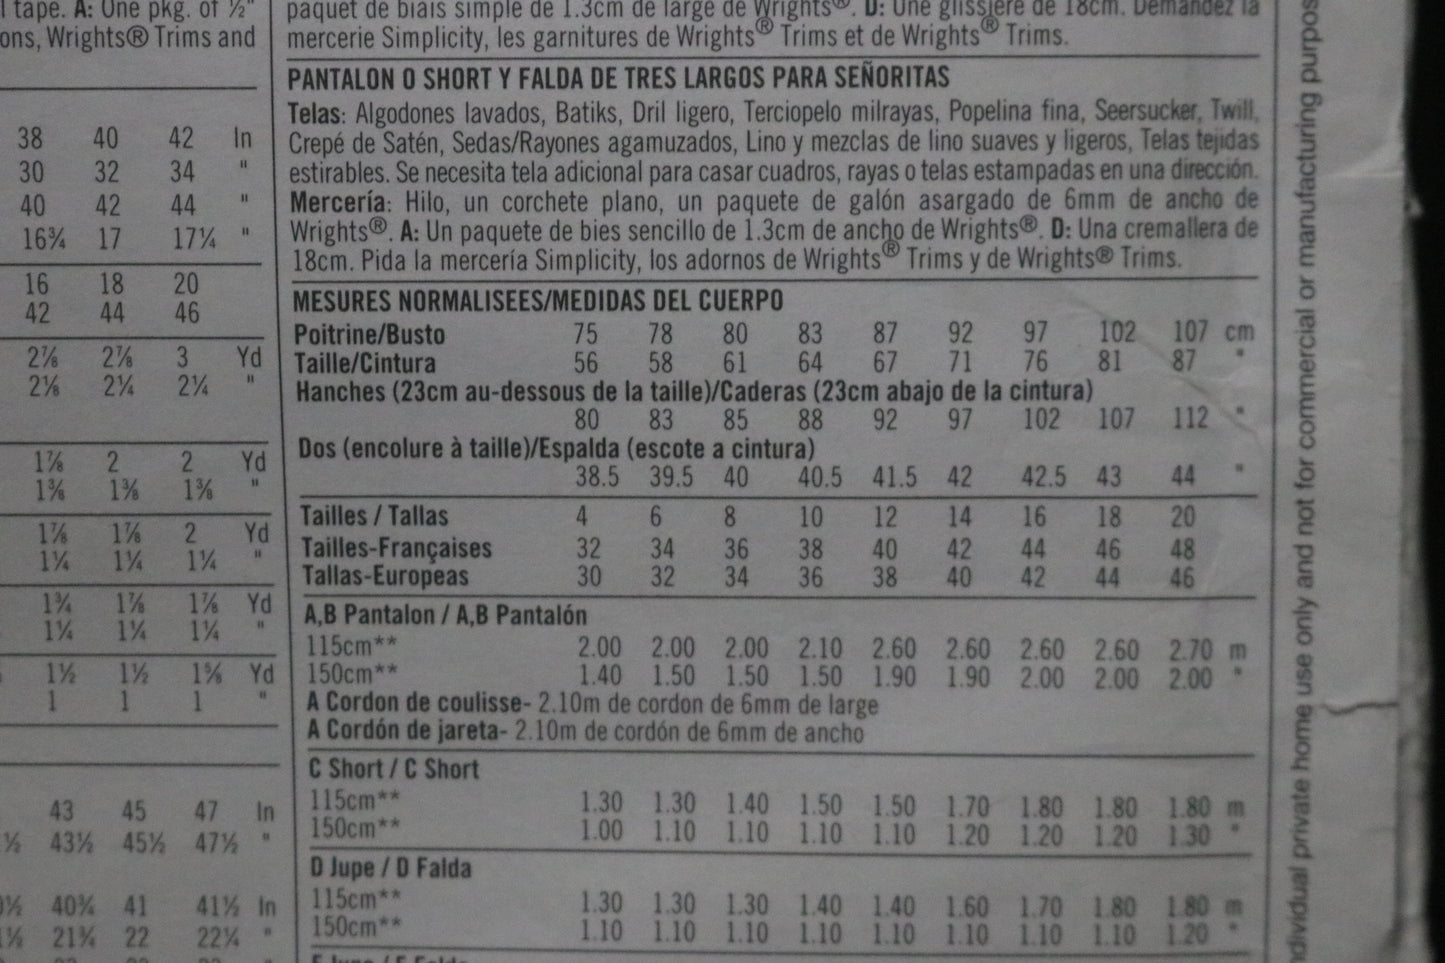 tape. A: One pkg. of ½"
ons, Wrights® Trims and
38 40 42 In
30 32 34 "
40 42 44 "
16¾ 17 17¼ "
16 18 20
42 44 46
2⅞ 2⅞ 3 Yd
2⅛ 2¼ 2¼ "
1⅞ 2 2 Yd
1⅜ 1⅜ 1⅜ "
1⅞ 1⅞ 2 Yd
1¼ 1¼ 1¼ "
1¾ 1⅞ 1⅞ Yd
1¼ 1¼ 1¼ "
1½ 1½ 1⅝ Yd
1 1 1 "
43 45 47 In
½ 43½ 45½ 47½ "
½ 40¾ 41 41½ In
½ 21¾ 22 22¼ "
paquet de biais simple de 1.3cm de large de Wrights®. D: Une glissière de 18cm. Demandez la
mercerie Simplicity, les garnitures de Wrights® Trims et de Wrights® Trims.
PANTALON O SHORT Y FALDA DE TRES LARGOS PARA SEÑORITAS
Telas: Algodones lavados, Batiks, Dril ligero, Terciopelo milrayas, Popelina fina, Seersucker, Twill,
Crepé de Satén, Sedas/Rayones agamuzados, Lino y mezclas de lino suaves y ligeros, Telas tejidas
estirables. Se necesita tela adicional para casar cuadros, rayas o telas estampadas en una dirección.
Mercería: Hilo, un corchete plano, un paquete de galón asargado de 6mm de ancho de
Wrights®. A: Un paquete de bies sencillo de 1.3cm de ancho de Wrights®. D: Una cremallera de
18cm. Pida la mercería Simplicity, los adornos de Wrights® Trims y de Wrights® Trims.
MESURES NORMALISEES/MEDIDAS DEL CUERPO
Poitrine/Busto 75 78 80 83 87 92 97 102 107 cm
Taille/Cintura 56 58 61 64 67 71 76 81 87 "
Hanches (23cm au-dessous de la taille)/Caderas (23cm abajo de la cintura)
80 83 85 88 92 97 102 107 112 "
Dos (encolure à taille)/Espalda (escote a cintura)
38.5 39.5 40 40.5 41.5 42 42.5 43 44 "
Tailles / Tallas 4 6 8 10 12 14 16 18 20
Tailles-Françaises 32 34 36 38 40 42 44 46 48
Tallas-Europeas 30 32 34 36 38 40 42 44 46
A,B Pantalon / A,B Pantalón
115cm** 2.00 2.00 2.00 2.10 2.60 2.60 2.60 2.60 2.70 m
150cm** 1.40 1.50 1.50 1.50 1.90 1.90 2.00 2.00 2.00 "
A Cordon de coulisse- 2.10m de cordon de 6mm de large
A Cordón de jareta- 2.10m de cordón de 6mm de ancho
C Short / C Short
115cm** 1.30 1.30 1.40 1.50 1.50 1.70 1.80 1.80 1.80 m
150cm** 1.00 1.10 1.10 1.10 1.10 1.20 1.20 1.20 1.30 "
D Jupe / D Falda
115cm** 1.30 1.30 1.30 1.40 1.40 1.60 1.70 1.80 1.80 m
150cm** 1.10 1.10 1.10 1.10 1.10 1.10 1.10 1.10 1.20 "
ndividual private home use only and not for commercial or manufacturing purpos